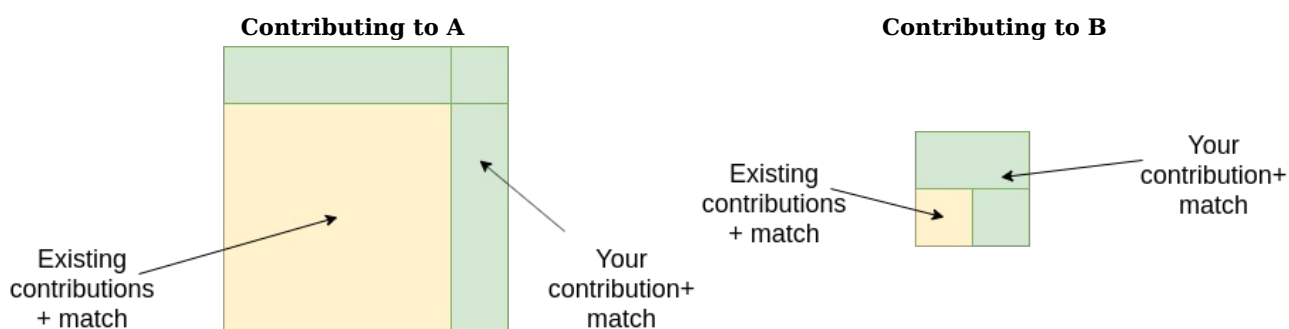 Contributing to A
Contributing to B
Existing
contributions
+ match
Your
contribution+
match
Existing
contributions
+ match
Your
contribution+
match